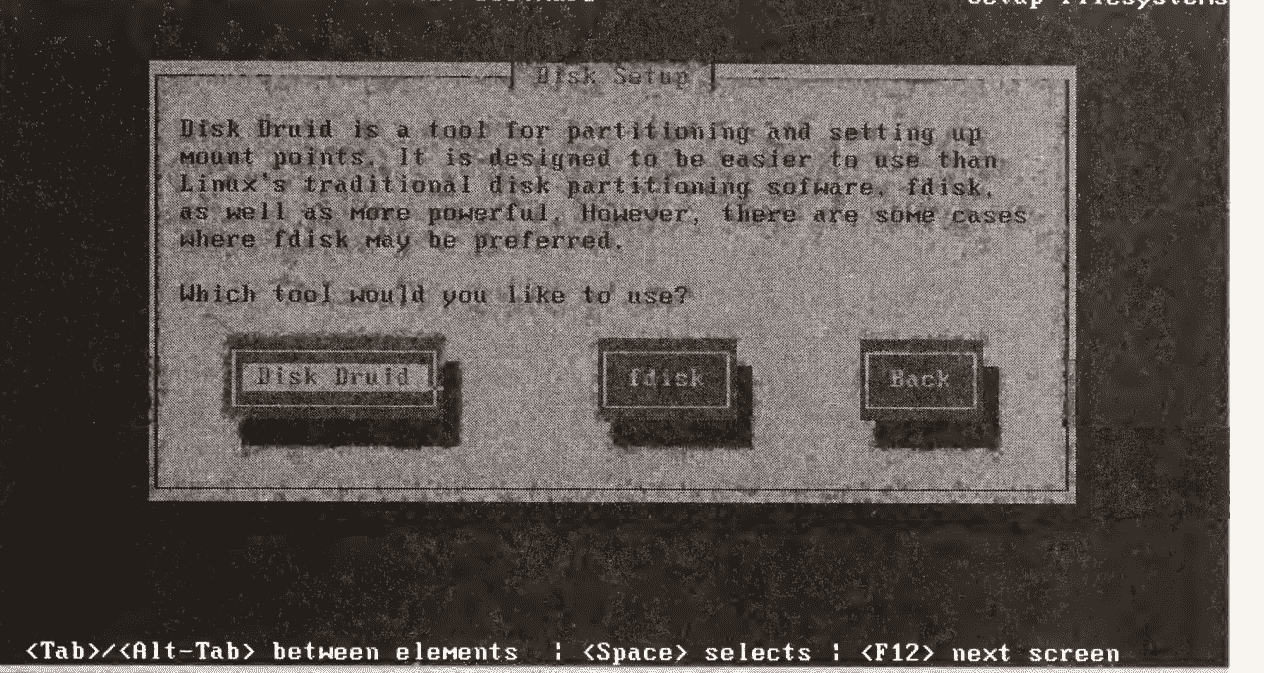 Setup Filesystems
Disk Setup
Disk Druid is a tool for partitioning and setting up
mount points. It is designed to be easier to use than
Linux's traditional disk partitioning sofware, fdisk,
as well as more powerful. However, there are some cases
where fdisk may be preferred.
Which tool would you like to use?
Disk Druid fdisk Back
<Tab>/<Alt-Tab> between elements ¦ <Space> selects ¦ <F12> next screen